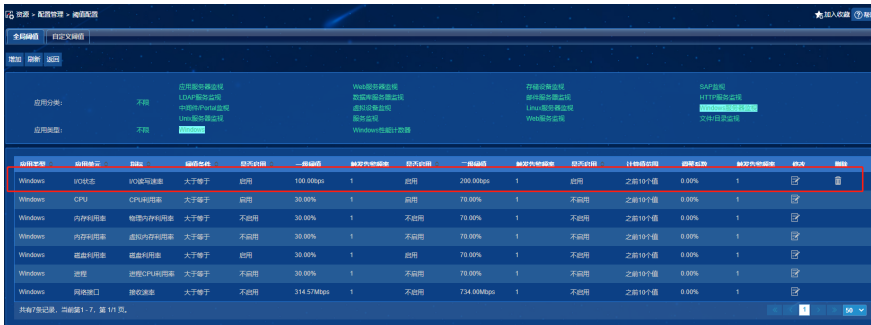 资源 > 配置管理 > 阈值配置 加入收藏
全局阈值 自定义阈值
增加 刷新 返回
应用服务器监视 Web服务器监视 存储设备监视 SAP监视
LDAP服务监视 数据库服务器监视 邮件服务器监视 HTTP服务监视
应用分类: 不限
中间件/Portal监视 虚拟设备监视 Linux服务器监视 Windows服务器监视
Unix服务器监视 服务监视 Web服务监视 文件/目录监视
应用类型: 不限 Windows Windows性能计数器
应用类型 应用单元 指标 阈值条件 是否启用 一级阈值 触发告警频率 是否启用 二级阈值 触发告警频率 是否启用 计算值范围 调整系数 触发告警频率 修改 删除
Windows I/O状态 I/O读写速率 大于等于 启用 100.00bps 1 启用 200.00bps 1 启用 之前10个值 0.00% 1
Windows CPU CPU利用率 大于等于 启用 30.00% 1 启用 70.00% 1 不启用 之前10个值 0.00% 1
Windows 内存利用率 物理内存利用率 大于等于 不启用 30.00% 1 不启用 70.00% 1 不启用 之前10个值 0.00% 1
Windows 内存利用率 虚拟内存利用率 大于等于 不启用 30.00% 1 不启用 70.00% 1 不启用 之前10个值 0.00% 1
Windows 磁盘利用率 磁盘利用率 大于等于 启用 30.00% 1 启用 70.00% 1 不启用 之前10个值 0.00% 1
Windows 进程 进程CPU利用率 大于等于 不启用 30.00% 1 不启用 70.00% 1 不启用 之前10个值 0.00% 1
Windows 网络接口 接收速率 大于等于 不启用 314.57Mbps 1 不启用 734.00Mbps 1 不启用 之前10个值 0.00% 1
共有7条记录, 当前第1 - 7, 第 1/1 页。 1 50